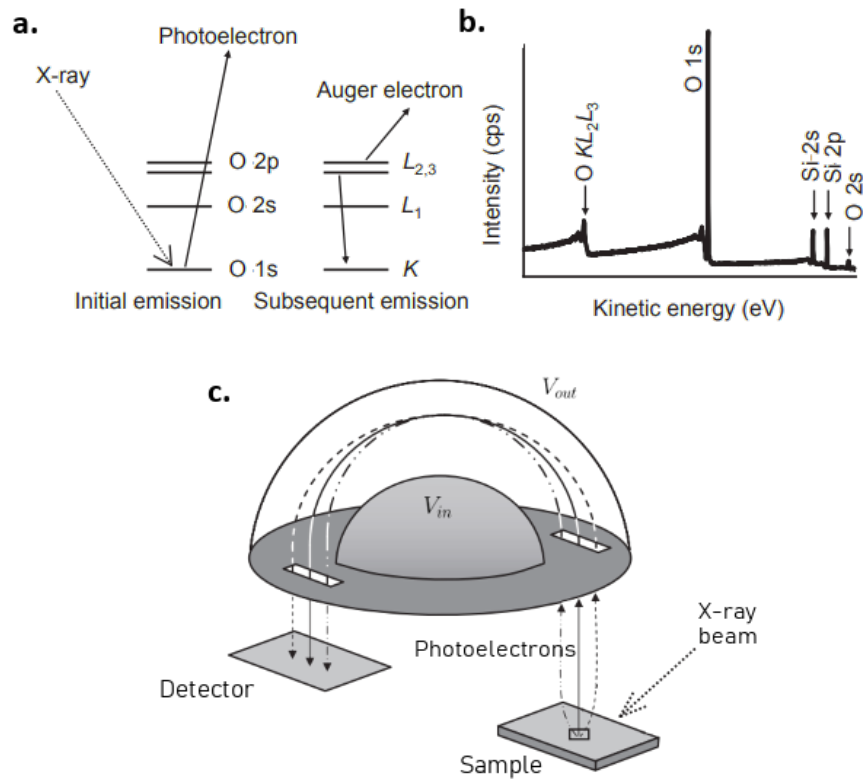 a.
Photoelectron
X-ray
Auger electron
O 2p
L2,3
O 2s
L1
O 1s
K
Initial emission
Subsequent emission
b.
Intensity (cps)
O KL2L3
O 1s
Si 2s
Si 2p
O 2s
Kinetic energy (eV)
c.
Vout
Vin
X-ray
beam
Photoelectrons
Detector
Sample